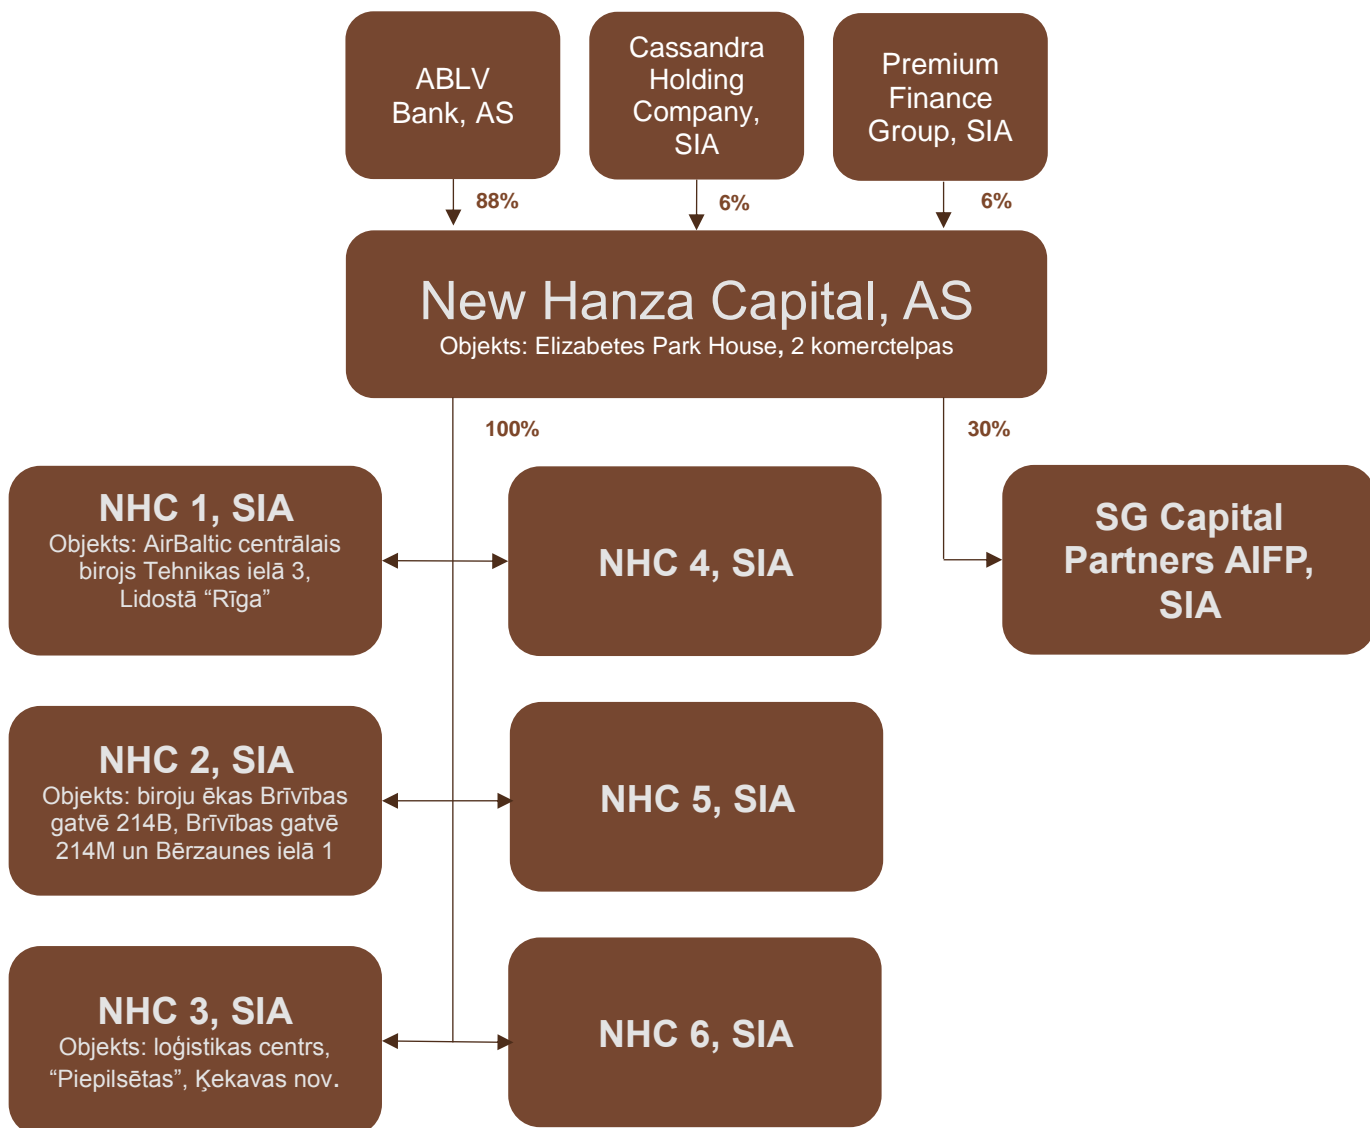 ABLV
Bank, AS
Cassandra
Holding
Company,
SIA
Premium
Finance
Group, SIA
88%
6%
6%
New Hanza Capital, AS
Objekts: Elizabetes Park House, 2 komerctelpas
100%
30%
NHC 1, SIA
Objekts: AirBaltic centrālais
birojs Tehnikas ielā 3,
Lidostā “Rīga”
NHC 4, SIA
SG Capital
Partners AIFP,
SIA
NHC 2, SIA
Objekts: biroju ēkas Brīvības
gatvē 214B, Brīvības gatvē
214M un Bērzaunes ielā 1
NHC 5, SIA
NHC 3, SIA
Objekts: loģistikas centrs,
“Piepilsētas”, Ķekavas nov.
NHC 6, SIA